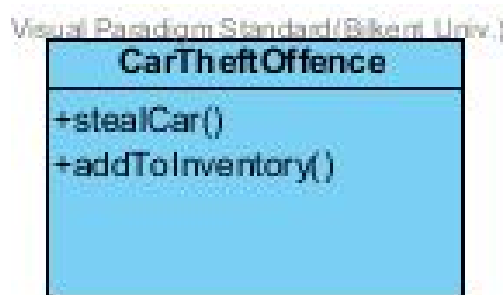 Visual Paradigm Standard(Bilkent Univ.)
CarTheftOffence
+stealCar()
+addToInventory()